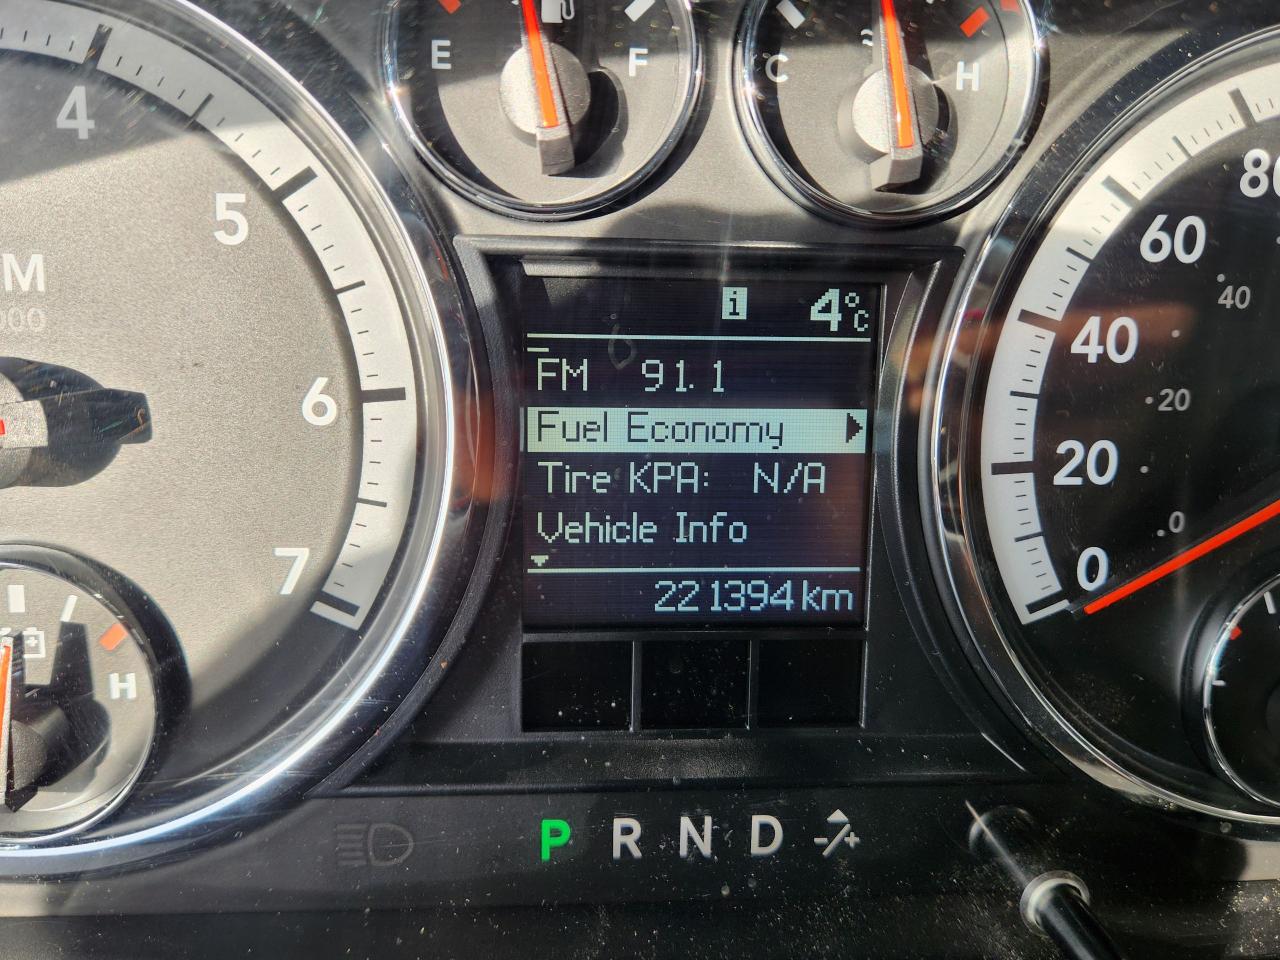 E F
C H
4
5
6
7
M
000
H
i 4°C
FM 91.1
Fuel Economy
Tire KPA: N/A
Vehicle Info
221394 km
80
60
40
20
0
40
20
0
P R N D -/+